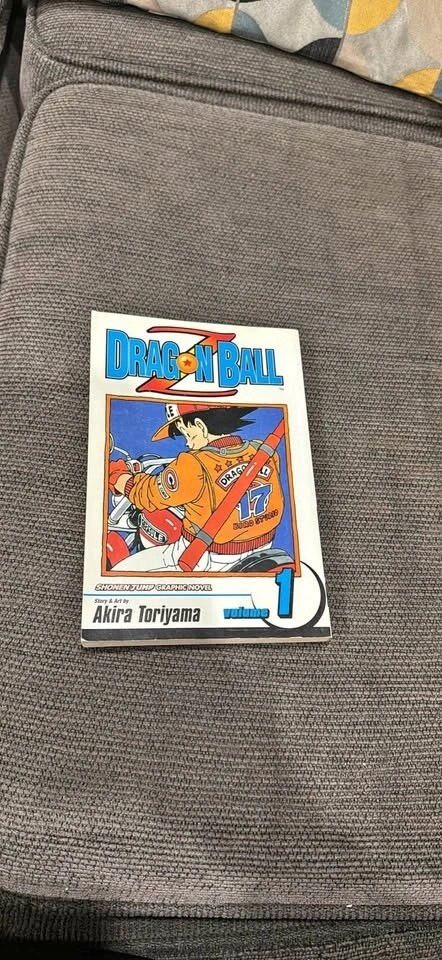 DRAGON BALL
Z
DRAGON BALL
17
SHONEN JUMP GRAPHIC NOVEL
Story & Art by
Akira Toriyama
volume 1